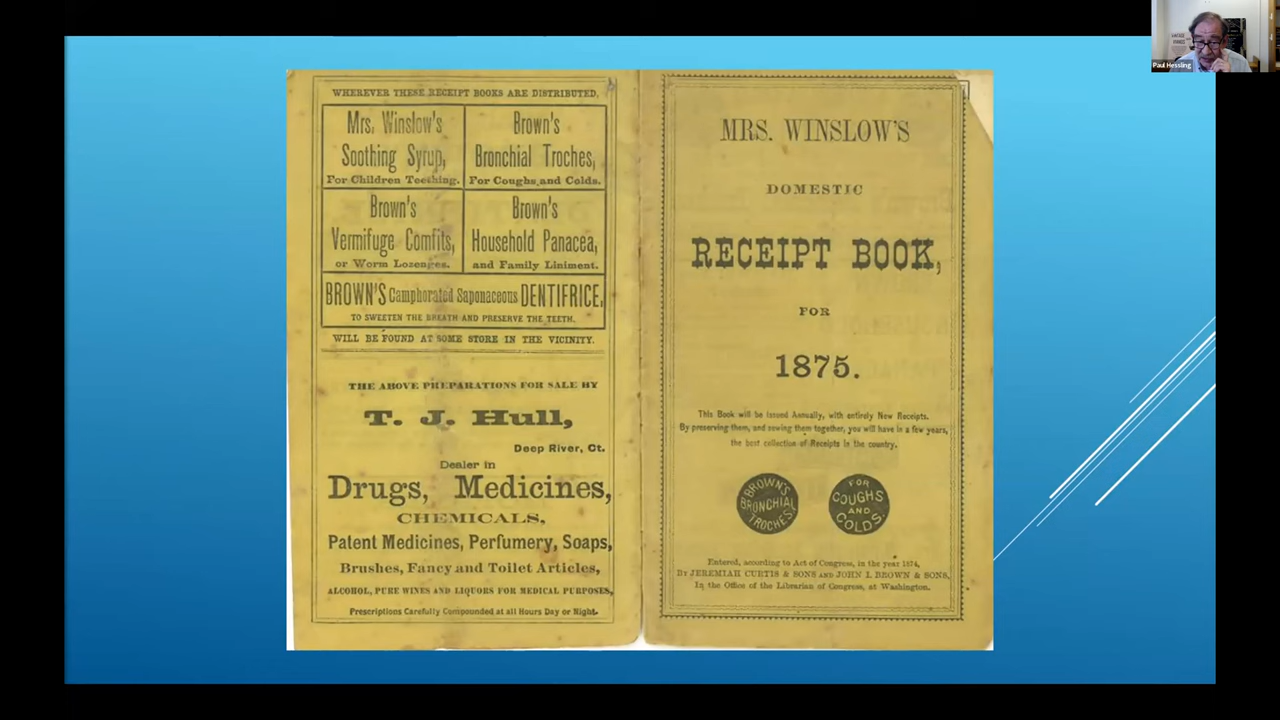 WHEREVER THESE RECEIPT BOOKS ARE DISTRIBUTED,
Mrs. Winslow's
Soothing Syrup,
For Children Teething.
Brown's
Bronchial Troches,
For Coughs and Colds.
Brown's
Vermifuge Comfits,
or Worm Lozenges.
Brown's
Household Panacea,
and Family Liniment.
BROWN'S Camphorated Saponaceous DENTIFRICE,
TO SWEETEN THE BREATH AND PRESERVE THE TEETH.
WILL BE FOUND AT SOME STORE IN THE VICINITY.
THE ABOVE PREPARATIONS FOR SALE BY
T. J. Hull,
Deep River, Ct.
Dealer in
Drugs, Medicines,
CHEMICALS,
Patent Medicines, Perfumery, Soaps,
Brushes, Fancy and Toilet Articles,
ALCOHOL, PURE WINES AND LIQUORS FOR MEDICAL PURPOSES,
Prescriptions Carefully Compounded at all Hours Day or Night.
MRS. WINSLOW'S
DOMESTIC
RECEIPT BOOK,
FOR
1875.
This Book will be issued Annually, with entirely New Receipts.
By preserving them, and sewing them together, you will have in a few years,
the best collection of Receipts in the country.
BROWN'S
BRONCHIAL
TROCHES
FOR
COUGHS
AND
COLDS.
Entered, according to Act of Congress, in the year 1874,
By JEREMIAH CURTIS & SONS AND JOHN I. BROWN & SONS,
In the Office of the Librarian of Congress, at Washington.
Paul Hessling